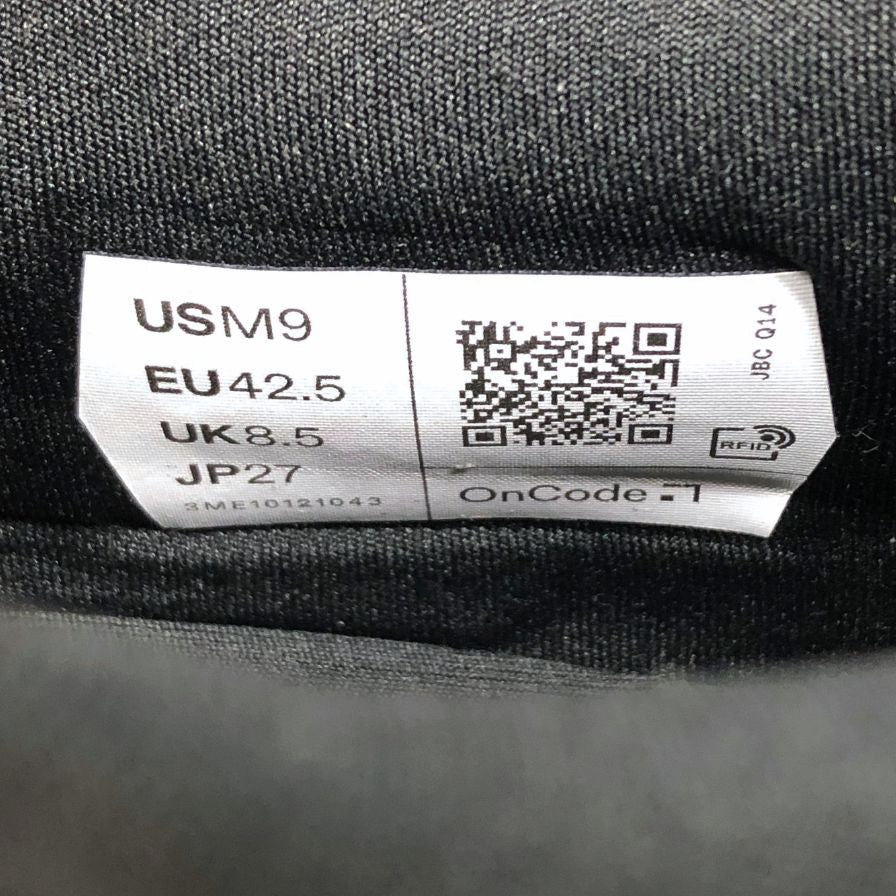 USM9
EU42.5
UK8.5
JP27
3ME10121043
JBC Q14
RFID
OnCode